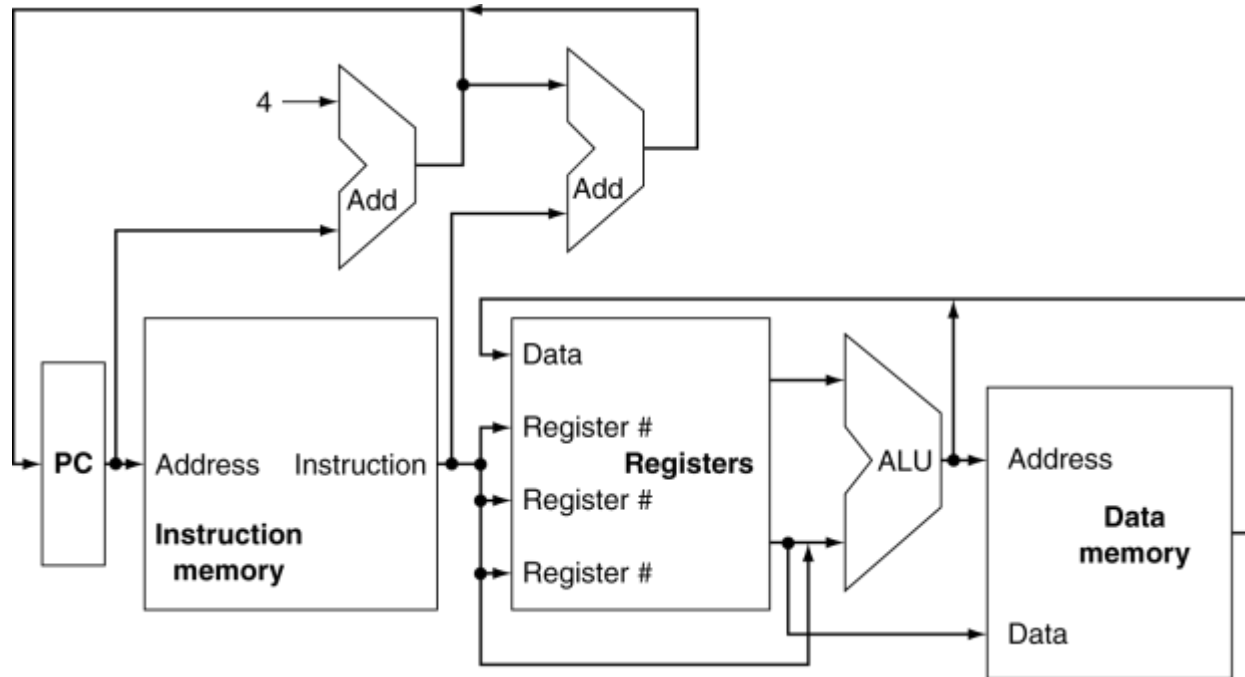 4
Add
Add
Data
Register #
PC
Address
Instruction
Registers
ALU
Address
Register #
Instruction
memory
Data
memory
Register #
Data